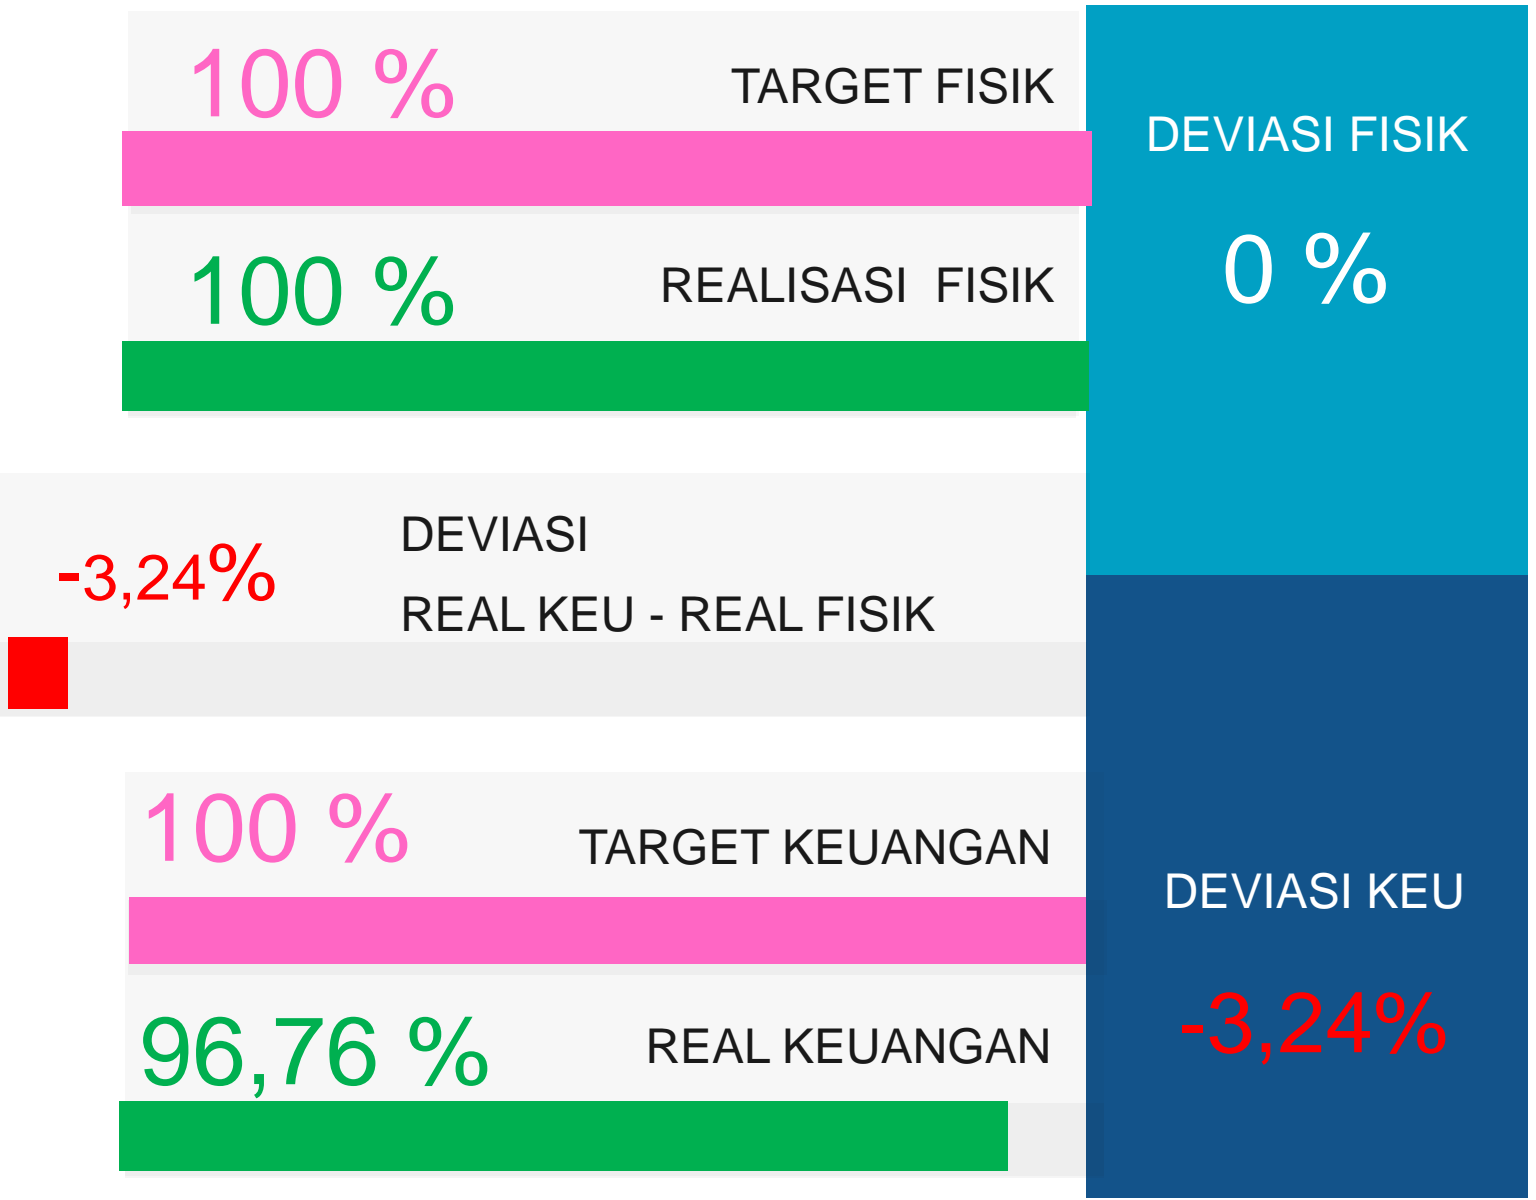 100 %
TARGET FISIK
100 %
REALISASI FISIK
DEVIASI FISIK
0 %
-3,24%
DEVIASI
REAL KEU - REAL FISIK
100 %
TARGET KEUANGAN
96,76 %
REAL KEUANGAN
DEVIASI KEU
-3,24%